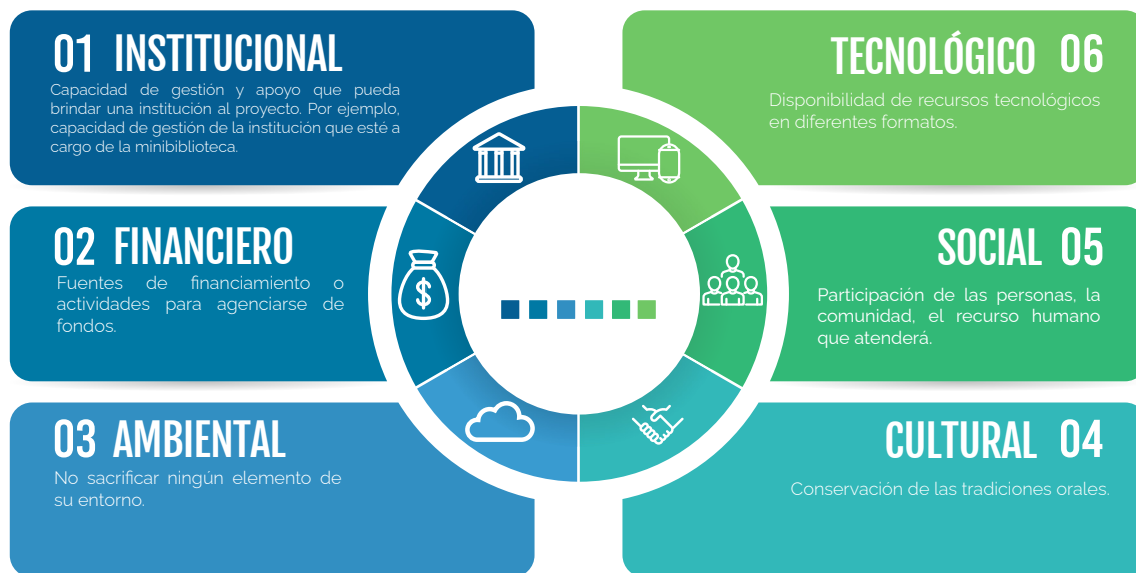 01 INSTITUCIONAL
Capacidad de gestión y apoyo que pueda
brindar una institución al proyecto. Por ejemplo,
capacidad de gestión de la institución que esté a
cargo de la minibiblioteca.
02 FINANCIERO
Fuentes de financiamiento o
actividades para agenciarse de
fondos.
03 AMBIENTAL
No sacrificar ningún elemento de
su entorno.
CULTURAL 04
Conservación de las tradiciones orales.
SOCIAL 05
Participación de las personas, la
comunidad, el recurso humano
que atenderá.
TECNOLÓGICO 06
Disponibilidad de recursos tecnológicos
en diferentes formatos.
$